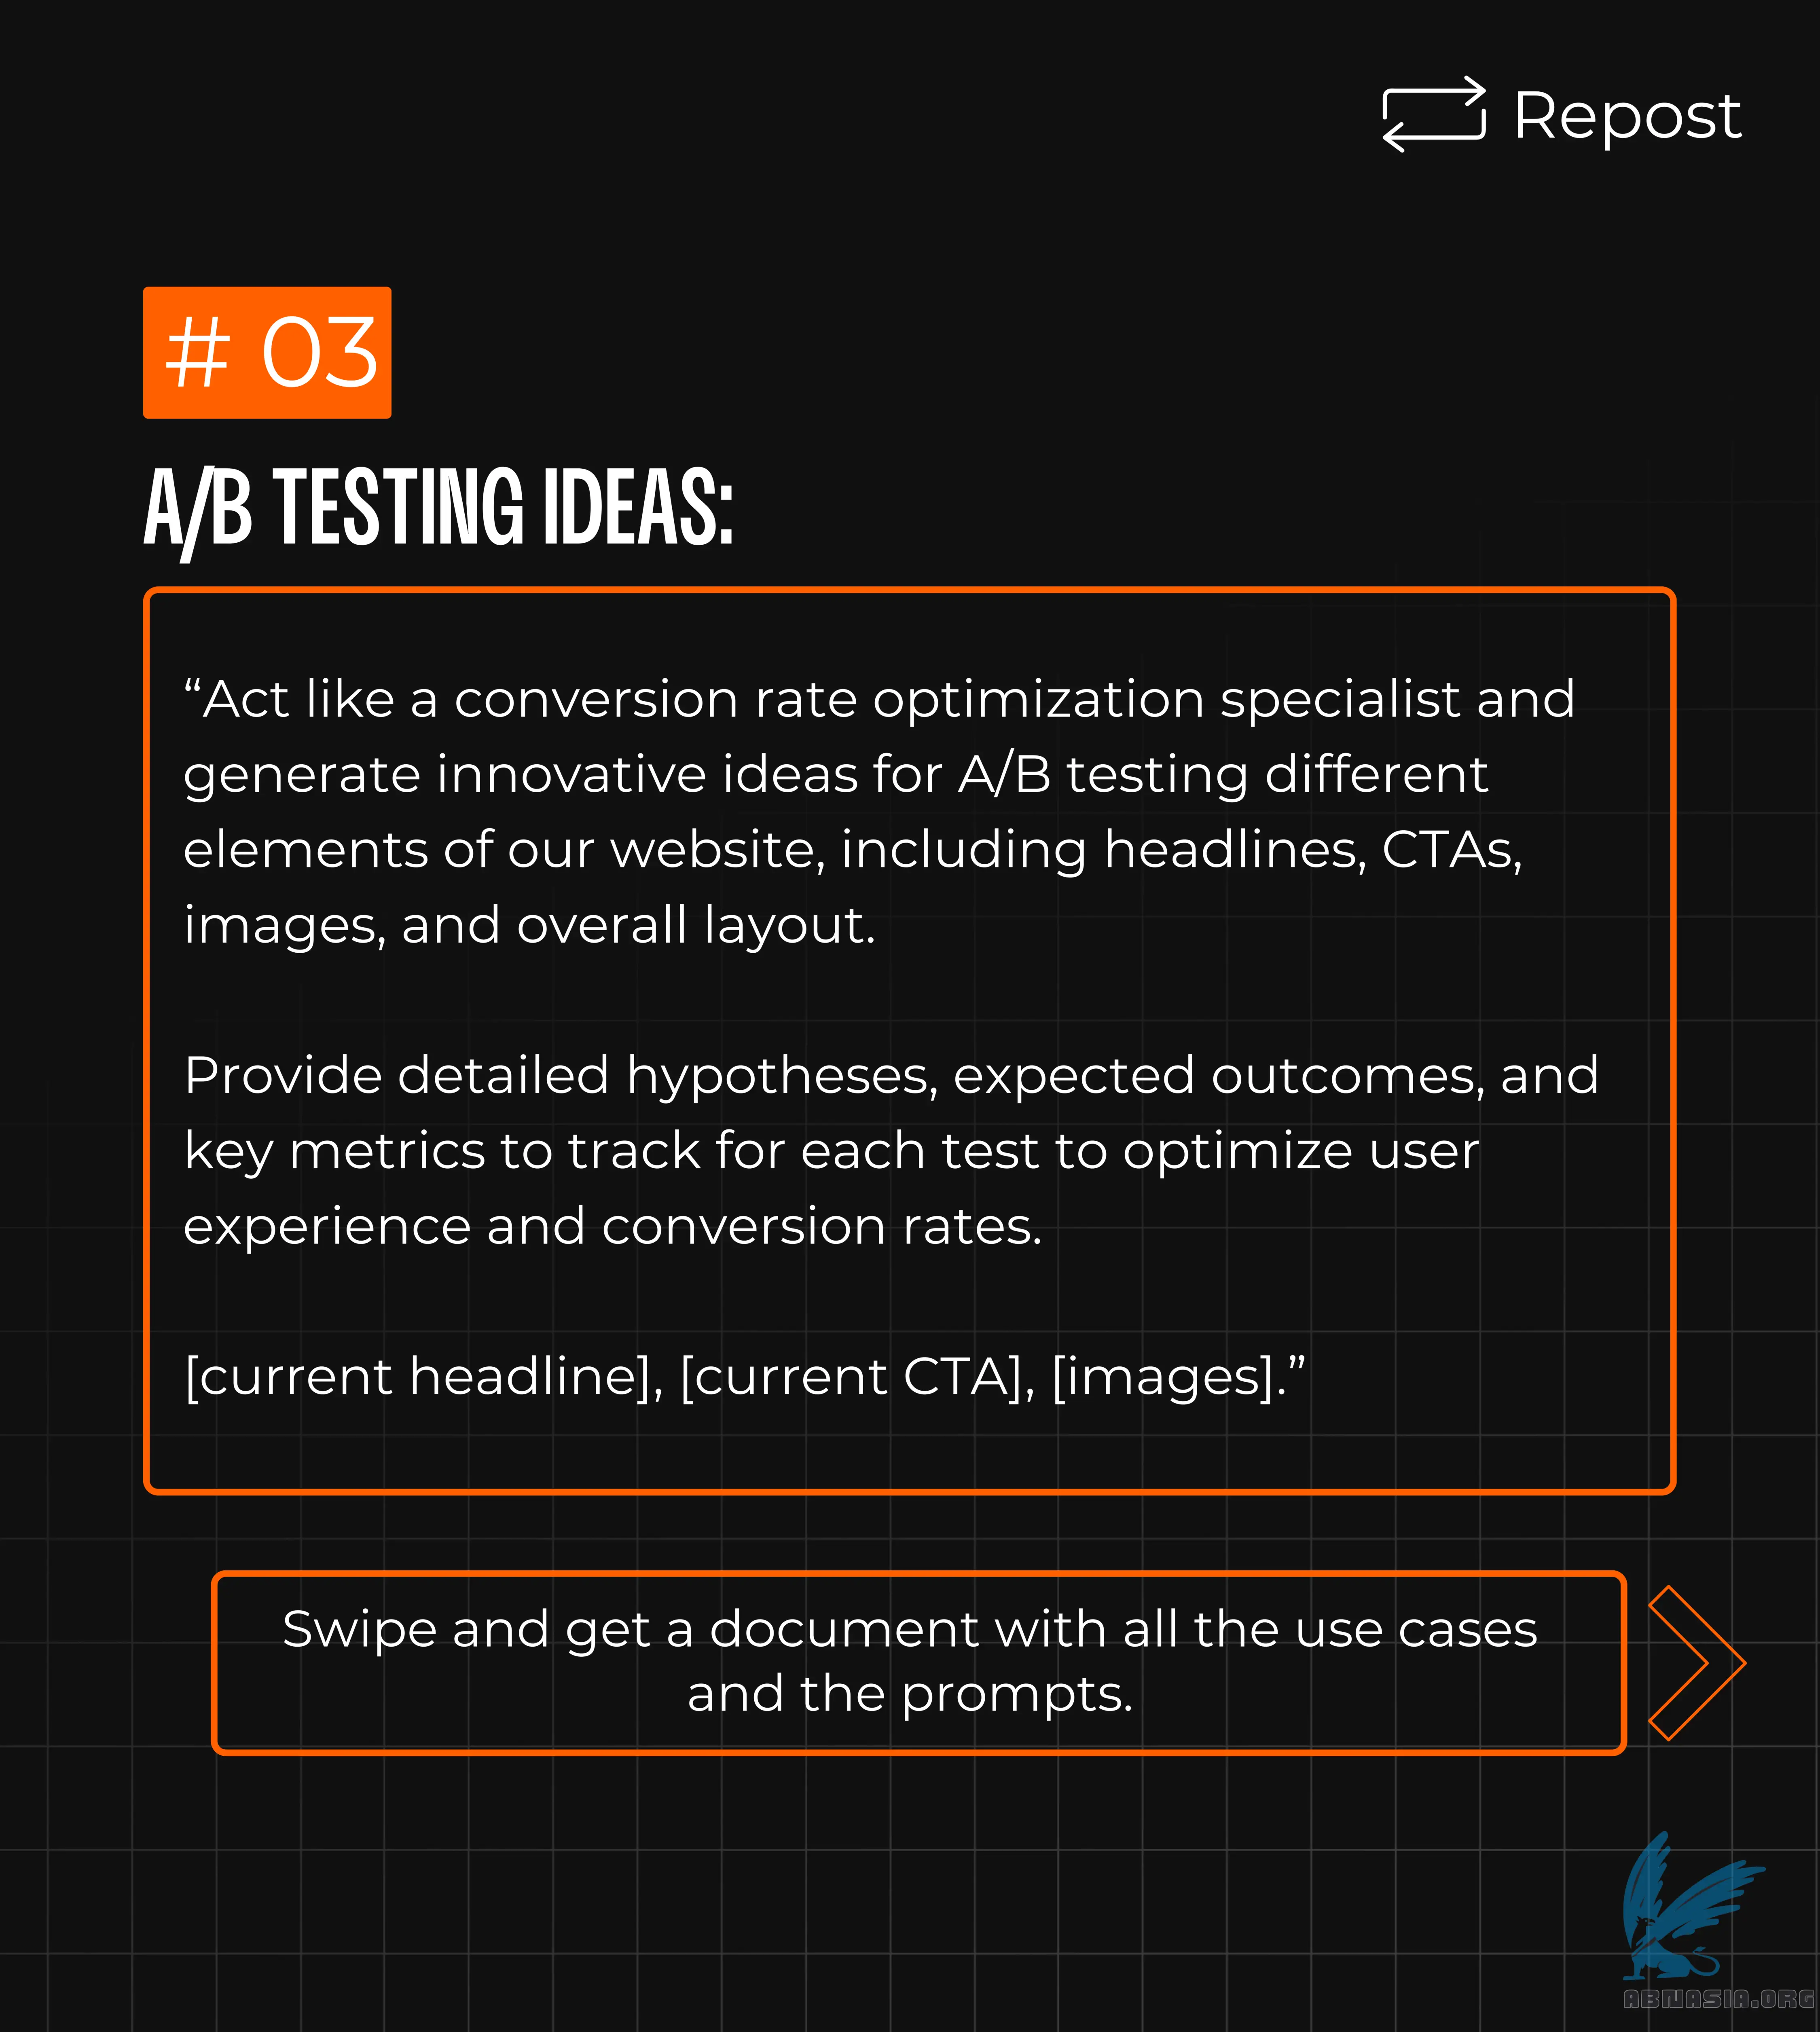 Repost
# 03
A/B TESTING IDEAS:
“Act like a conversion rate optimization specialist and
generate innovative ideas for A/B testing different
elements of our website, including headlines, CTAs,
images, and overall layout.
Provide detailed hypotheses, expected outcomes, and
key metrics to track for each test to optimize user
experience and conversion rates.
[current headline], [current CTA], [images].”
Swipe and get a document with all the use cases
and the prompts.
ABNASIA.ORG